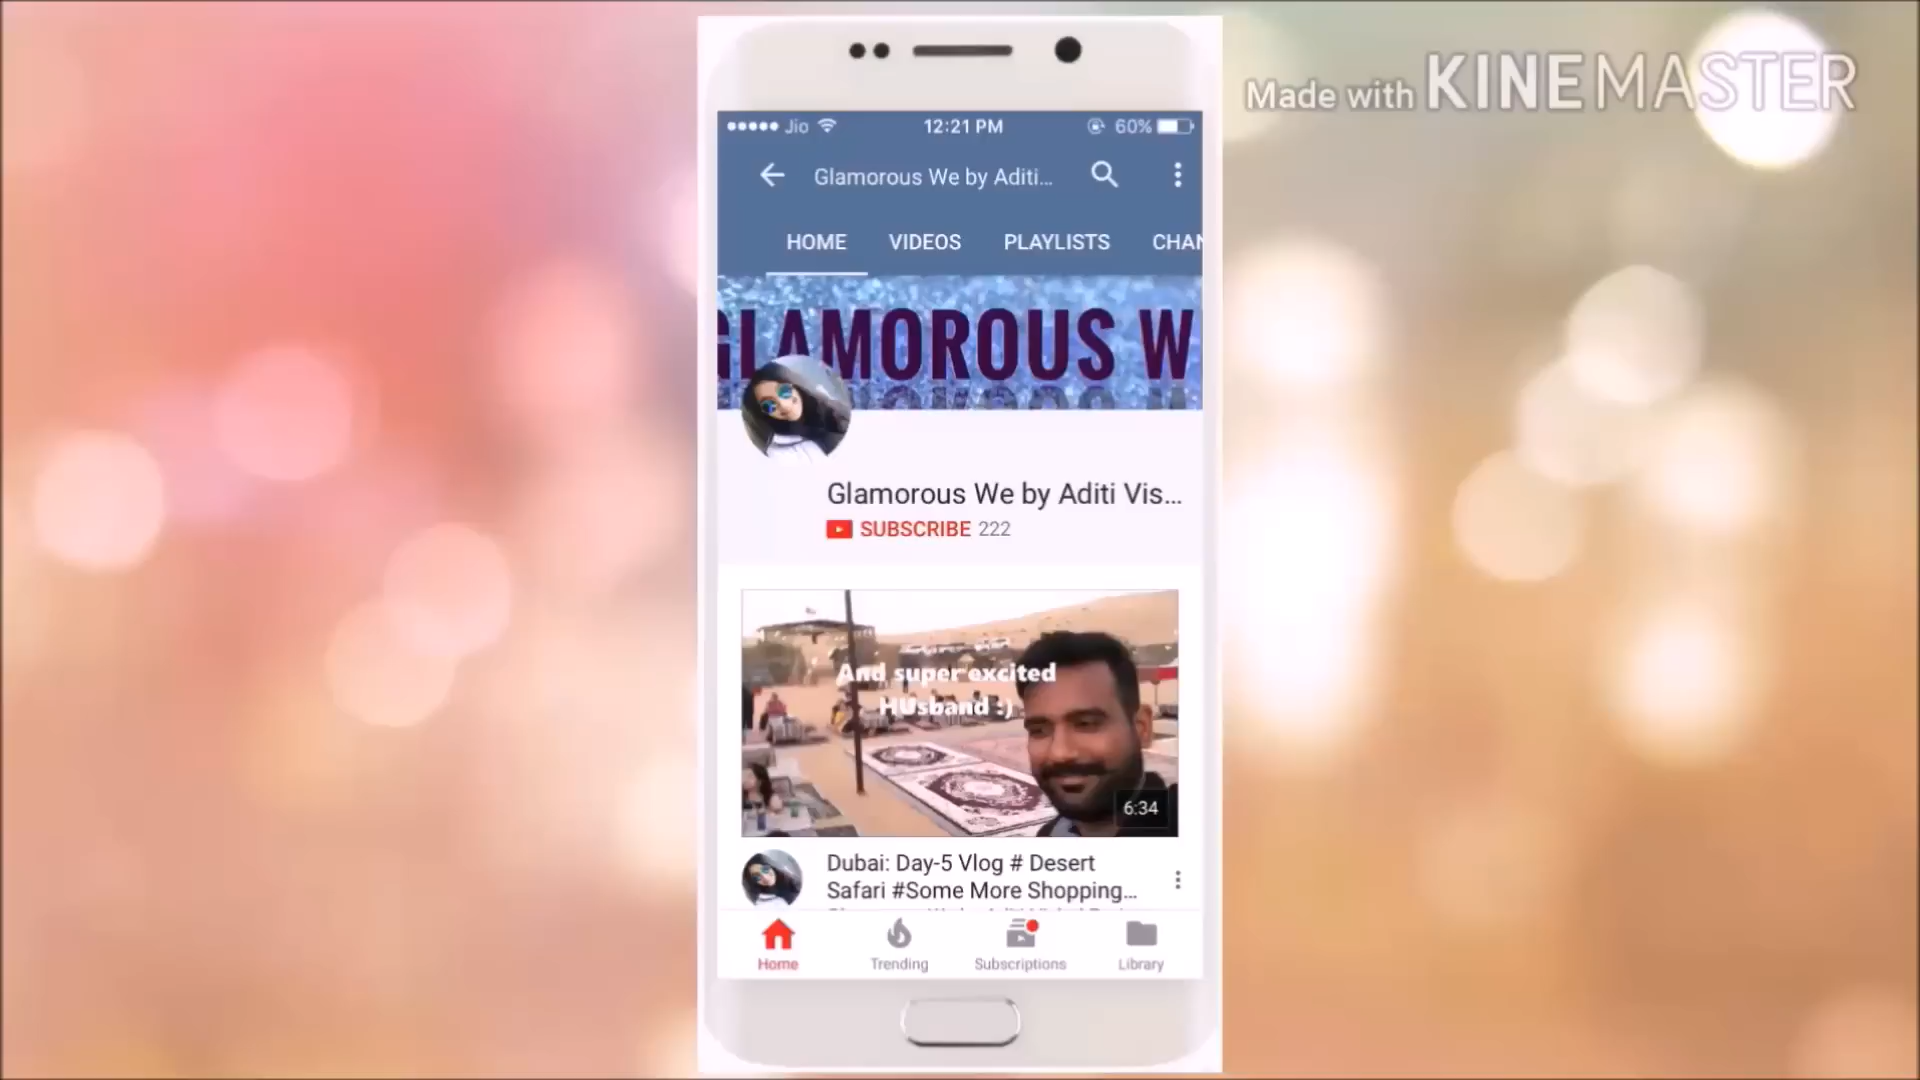 Made with KINEMASTER
Jio 12:21 PM 60%
Glamorous We by Aditi...
HOME VIDEOS PLAYLISTS CHAN
GLAMOROUS W
Glamorous We by Aditi Vis...
SUBSCRIBE 222
And super excited
HUsband :)
6:34
Dubai: Day-5 Vlog # Desert
Safari #Some More Shopping...
Home Trending Subscriptions Library